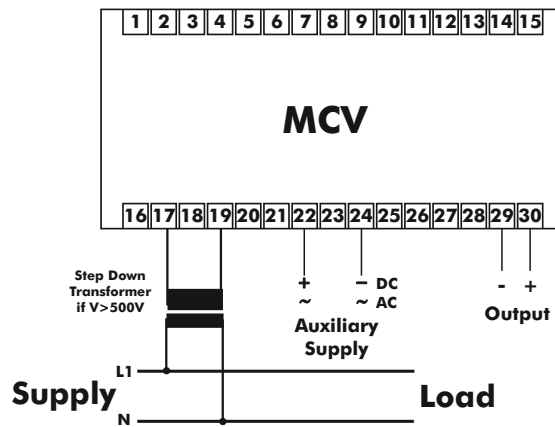 1 2 3 4 5 6 7 8 9 10 11 12 13 14 15
MCV
16 17 18 19 20 21 22 23 24 25 26 27 28 29 30
Step Down
Transformer
if V>500V
+ − DC
~ ~ AC
Auxiliary
Supply
- +
Output
L1
Supply Load
N